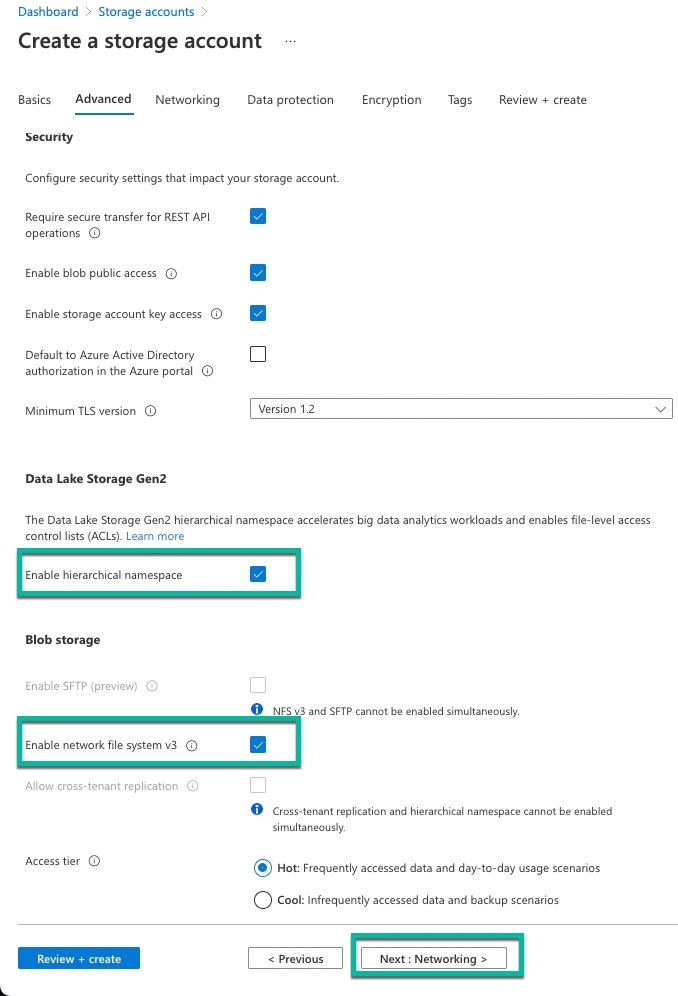 Dashboard > Storage accounts >
Create a storage account ...
Basics Advanced Networking Data protection Encryption Tags Review + create
Security
Configure security settings that impact your storage account.
Require secure transfer for REST API
operations
Enable blob public access
Enable storage account key access
Default to Azure Active Directory
authorization in the Azure portal
Minimum TLS version
Version 1.2
Data Lake Storage Gen2
The Data Lake Storage Gen2 hierarchical namespace accelerates big data analytics workloads and enables file-level access
control lists (ACLs). Learn more
Enable hierarchical namespace
Blob storage
Enable SFTP (preview)
NFS v3 and SFTP cannot be enabled simultaneously.
Enable network file system v3
Allow cross-tenant replication
Cross-tenant replication and hierarchical namespace cannot be enabled
simultaneously.
Access tier
Hot: Frequently accessed data and day-to-day usage scenarios
Cool: Infrequently accessed data and backup scenarios
Review + create
< Previous
Next : Networking >